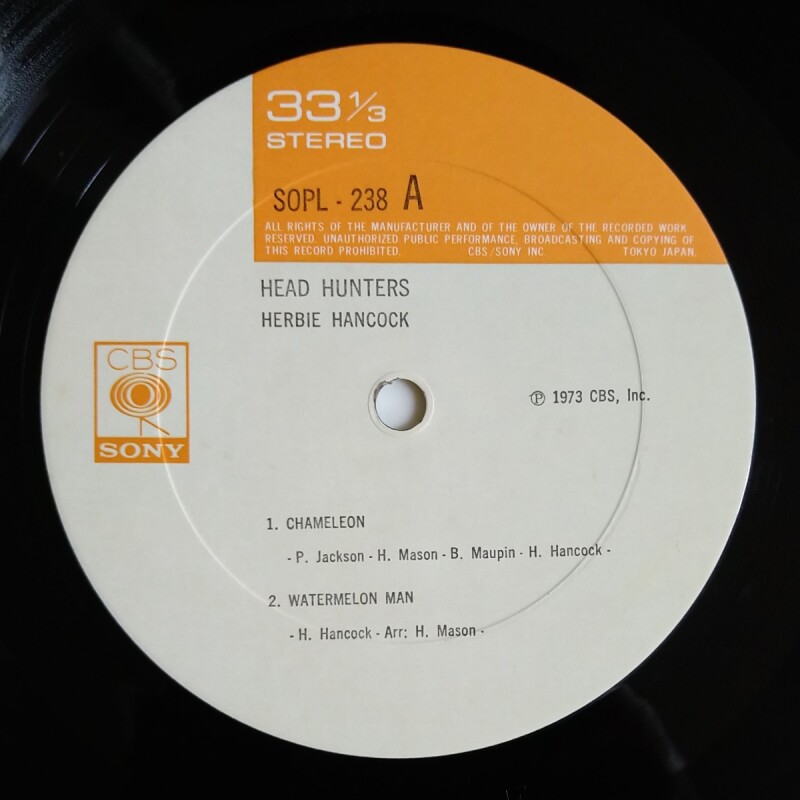 33 1/3
STEREO
SOPL - 238 A
ALL RIGHTS OF THE MANUFACTURER AND OF THE OWNER OF THE RECORDED WORK
RESERVED. UNAUTHORIZED PUBLIC PERFORMANCE, BROADCASTING AND COPYING OF
THIS RECORD PROHIBITED. CBS/SONY INC. TOKYO JAPAN.
HEAD HUNTERS
HERBIE HANCOCK
CBS
SONY
℗ 1973 CBS, Inc.
1. CHAMELEON
- P. Jackson - H. Mason - B. Maupin - H. Hancock -
2. WATERMELON MAN
- H. Hancock - Arr: H. Mason -